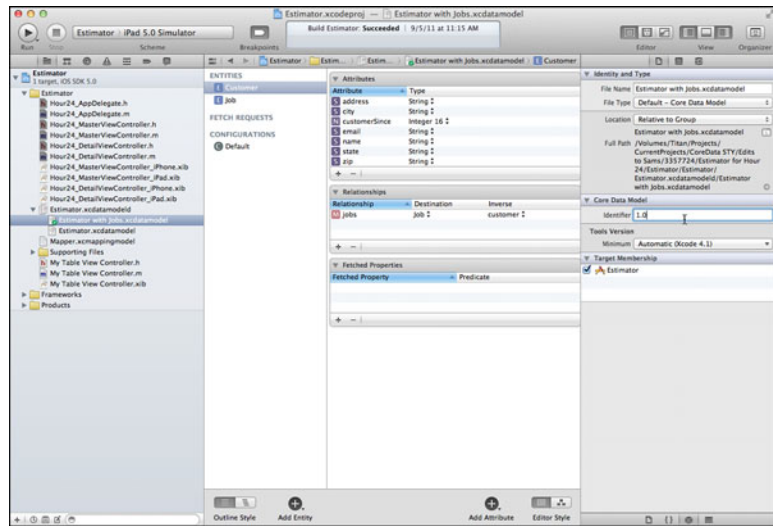 Estimator.xcodeproj — Estimator with Jobs.xcdatamodel
Estimator iPad 5.0 Simulator
Build Estimator: Succeeded 9/5/11 at 11:15 AM
Run Stop Scheme Breakpoints Editor View Organizer
Estimator Estim... Estim... Estimator with Jobs.xcdatamodel Customer
Estimator
1 target, iOS SDK 5.0
Estimator
Hour24_AppDelegate.h
Hour24_AppDelegate.m
Hour24_MasterViewController.h
Hour24_MasterViewController.m
Hour24_DetailViewController.h
Hour24_DetailViewController.m
Hour24_MasterViewController_iPhone.xib
Hour24_MasterViewController_iPad.xib
Hour24_DetailViewController_iPhone.xib
Hour24_DetailViewController_iPad.xib
Estimator.xcdatamodeld
Estimator with Jobs.xcdatamodel
Estimator.xcdatamodel
Mapper.xcmappingmodel
Supporting Files
My Table View Controller.h
My Table View Controller.m
My Table View Controller.xib
Frameworks
Products
ENTITIES
Customer
Job
FETCH REQUESTS
CONFIGURATIONS
Default
Attributes
Attribute Type
address String
city String
customerSince Integer 16
email String
name String
state String
zip String
Relationships
Relationship Destination Inverse
jobs Job customer
Fetched Properties
Fetched Property Predicate
Outline Style Add Entity Add Attribute Editor Style
Identity and Type
File Name Estimator with Jobs.xcdatamodel
File Type Default - Core Data Model
Location Relative to Group
Estimator with Jobs.xcdatamodel
Full Path /Volumes/Titan/Projects/
CurrentProjects/CoreData STY/Edits
to Sams/3357724/Estimator for Hour
24/Estimator/Estimator/
Estimator.xcdatamodeld/Estimator
with Jobs.xcdatamodel
Core Data Model
Identifier 1.0
Tools Version
Minimum Automatic (Xcode 4.1)
Target Membership
Estimator